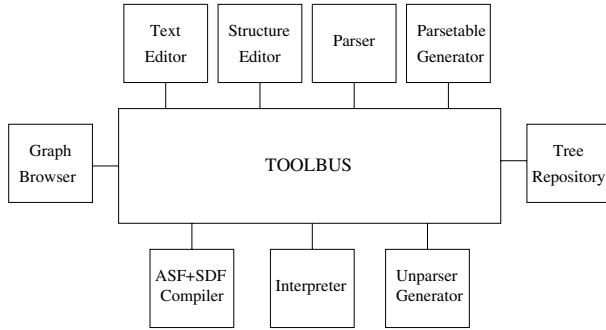 Text
Editor
Structure
Editor
Parser
Parsetable
Generator
Graph
Browser
TOOLBUS
Tree
Repository
ASF+SDF
Compiler
Interpreter
Unparser
Generator